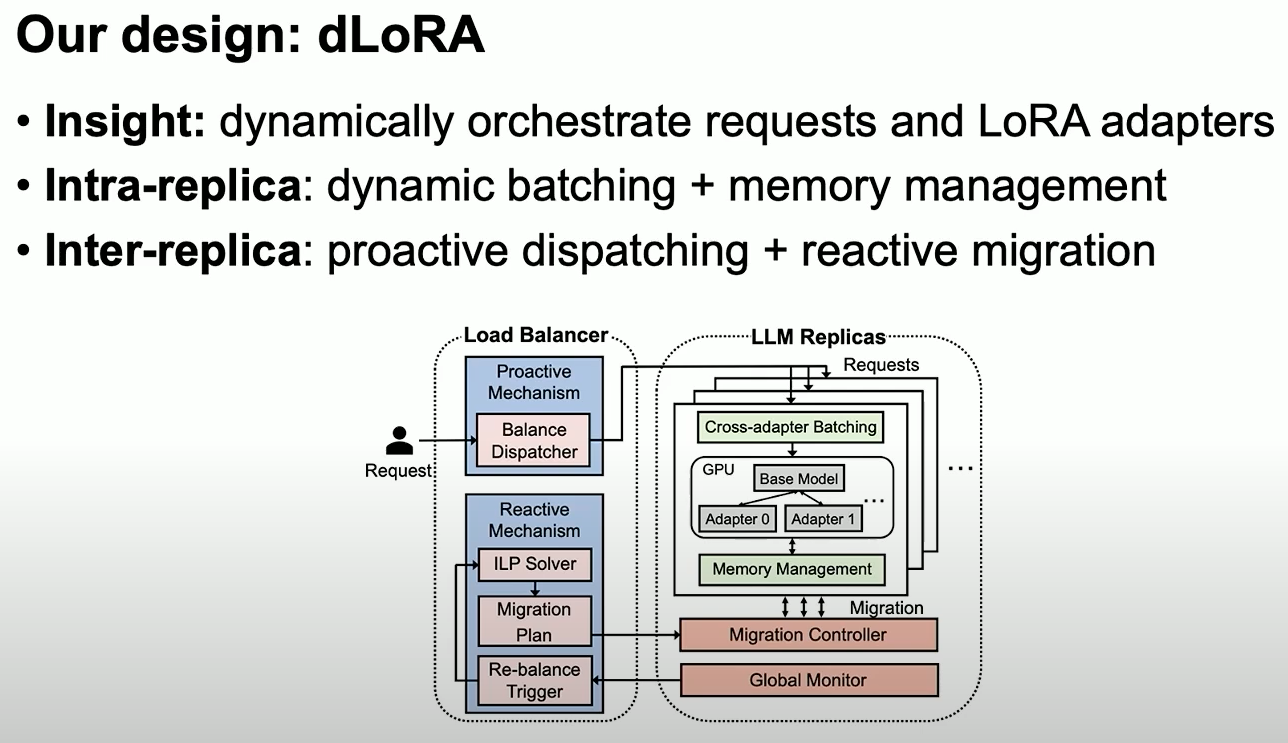 Our design: dLoRA
• Insight: dynamically orchestrate requests and LoRA adapters
• Intra-replica: dynamic batching + memory management
• Inter-replica: proactive dispatching + reactive migration
Load Balancer
LLM Replicas
Proactive
Mechanism
Balance
Dispatcher
Request
Reactive
Mechanism
ILP Solver
Migration
Plan
Re-balance
Trigger
Requests
Cross-adapter Batching
GPU
Base Model
...
Adapter 0
Adapter 1
Memory Management
...
Migration
Migration Controller
Global Monitor